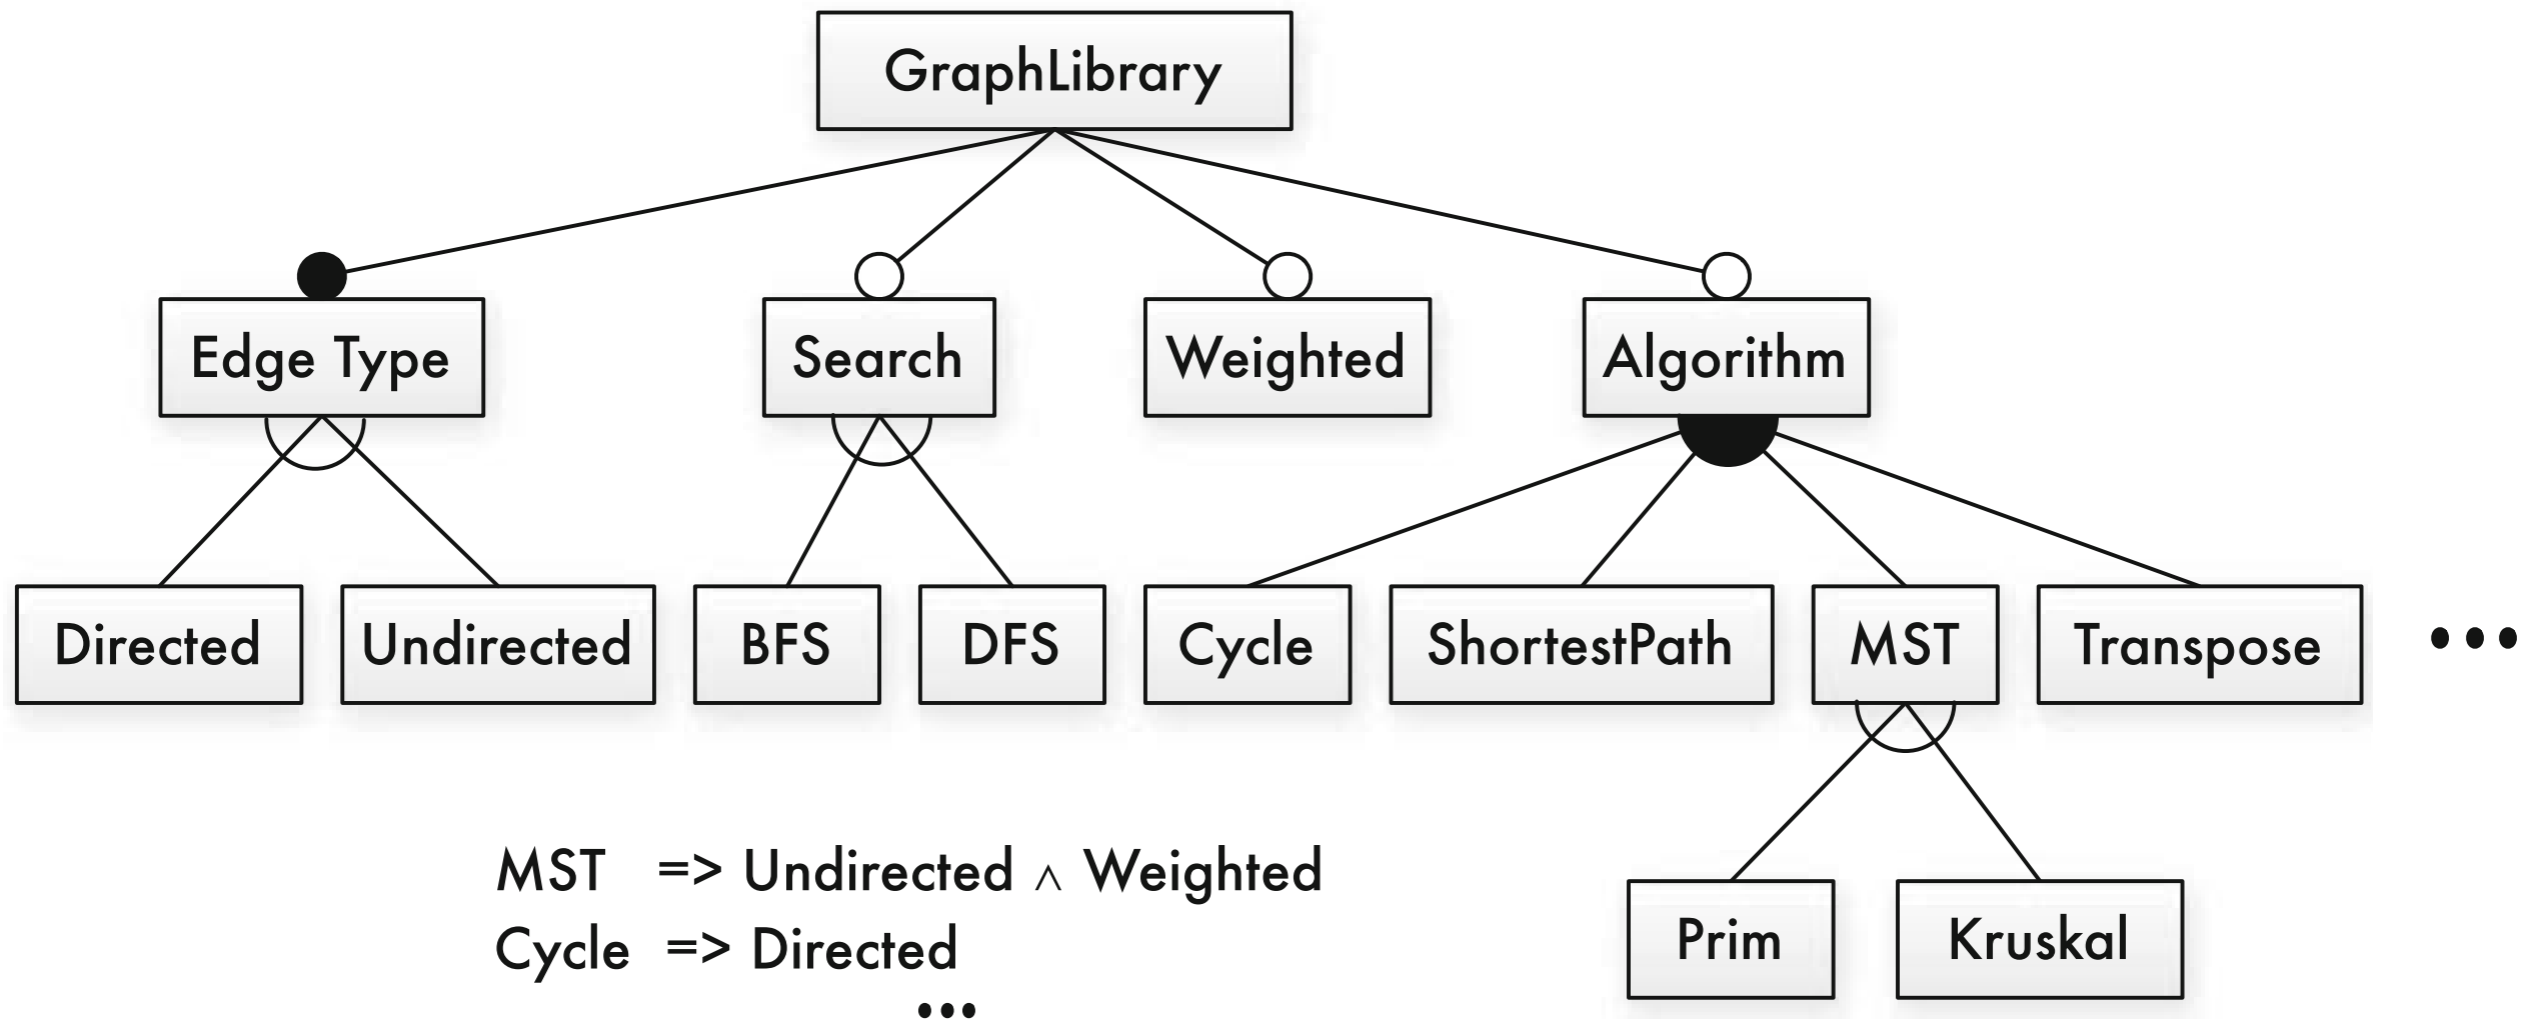 GraphLibrary
Edge Type
Search
Weighted
Algorithm
Directed
Undirected
BFS
DFS
Cycle
ShortestPath
MST
Transpose
•••
Prim
Kruskal
MST => Undirected ∧ Weighted
Cycle => Directed
•••